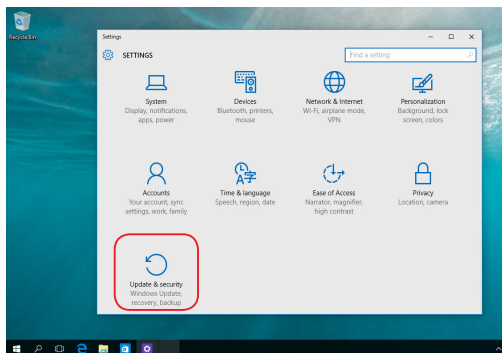 Recycle Bin
Settings
SETTINGS
Find a setting
System
Display, notifications,
apps, power
Devices
Bluetooth, printers,
mouse
Network & Internet
Wi-Fi, airplane mode,
VPN
Personalization
Background, lock
screen, colors
Accounts
Your account, sync
settings, work, family
Time & language
Speech, region, date
Ease of Access
Narrator, magnifier,
high contrast
Privacy
Location, camera
Update & security
Windows Update,
recovery, backup